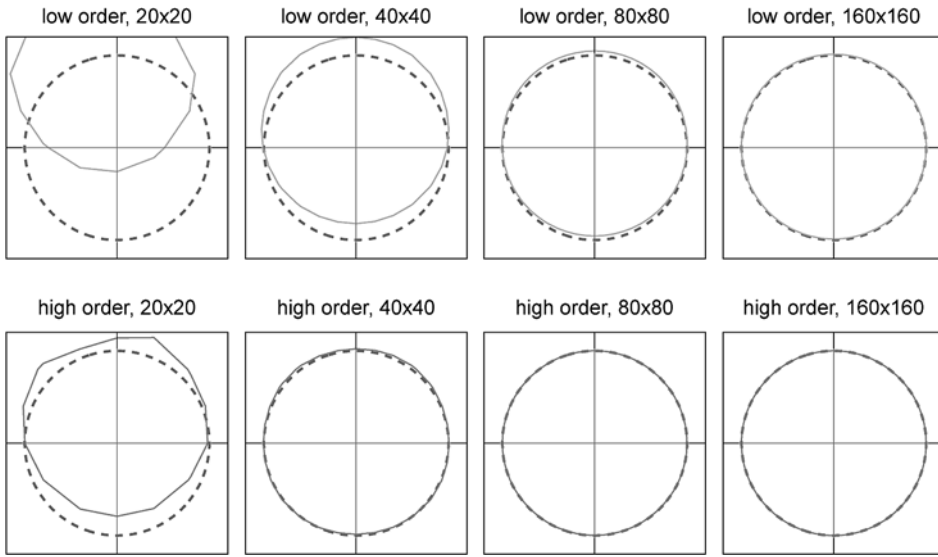 low order, 20x20
low order, 40x40
low order, 80x80
low order, 160x160
high order, 20x20
high order, 40x40
high order, 80x80
high order, 160x160